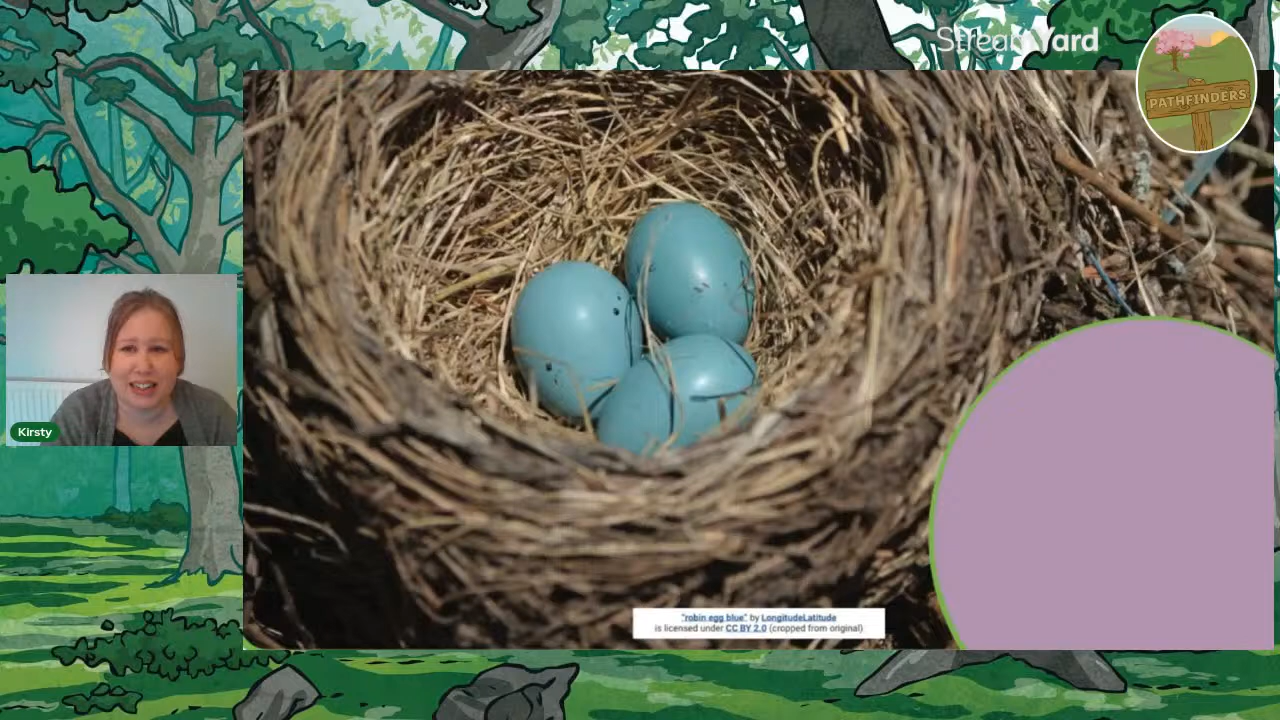 StreamYard
PATHFINDERS
Kirsty
"robin egg blue" by LongitudeLatitude
is licensed under CC BY 2.0 (cropped from original)